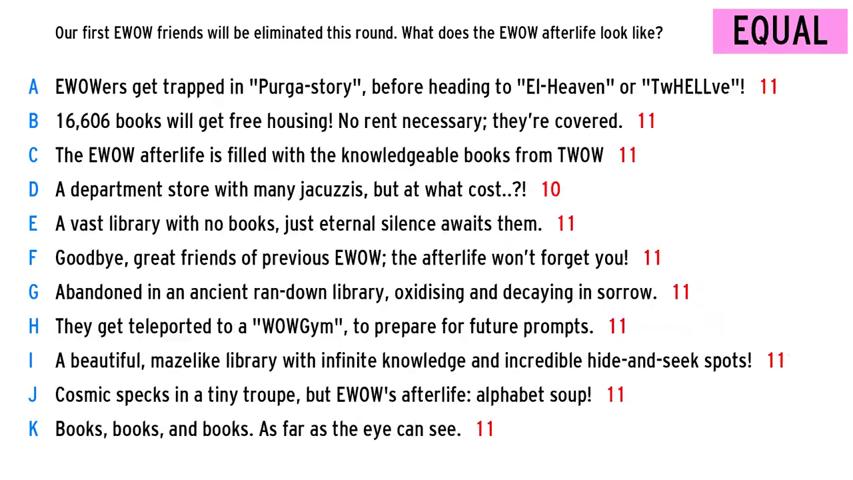 Our first EWOW friends will be eliminated this round. What does the EWOW afterlife look like?
EQUAL
A EWOWers get trapped in "Purga-story", before heading to "El-Heaven" or "TwHELLve"! 11
B 16,606 books will get free housing! No rent necessary; they're covered. 11
C The EWOW afterlife is filled with the knowledgeable books from TWOW 11
D A department store with many jacuzzis, but at what cost..?! 10
E A vast library with no books, just eternal silence awaits them. 11
F Goodbye, great friends of previous EWOW; the afterlife won't forget you! 11
G Abandoned in an ancient ran-down library, oxidising and decaying in sorrow. 11
H They get teleported to a "WOWGym", to prepare for future prompts. 11
I A beautiful, mazelike library with infinite knowledge and incredible hide-and-seek spots! 11
J Cosmic specks in a tiny troupe, but EWOW's afterlife: alphabet soup! 11
K Books, books, and books. As far as the eye can see. 11